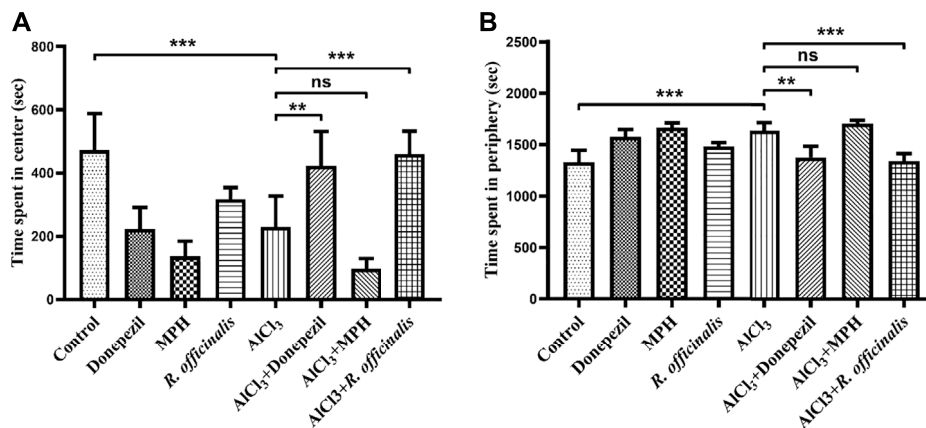 A
Time spent in center (sec)
800
600
400
200
0
***
***
ns
**
Control
Donepezil
MPH
R. officinalis
AlCl3
AlCl3+Donepezil
AlCl3+MPH
AlCl3+R. officinalis
B
Time spent in periphery (sec)
2500
2000
1500
1000
500
0
***
ns
**
***
Control
Donepezil
MPH
R. officinalis
AlCl3
AlCl3+Donepezil
AlCl3+MPH
AlCl3+R. officinalis